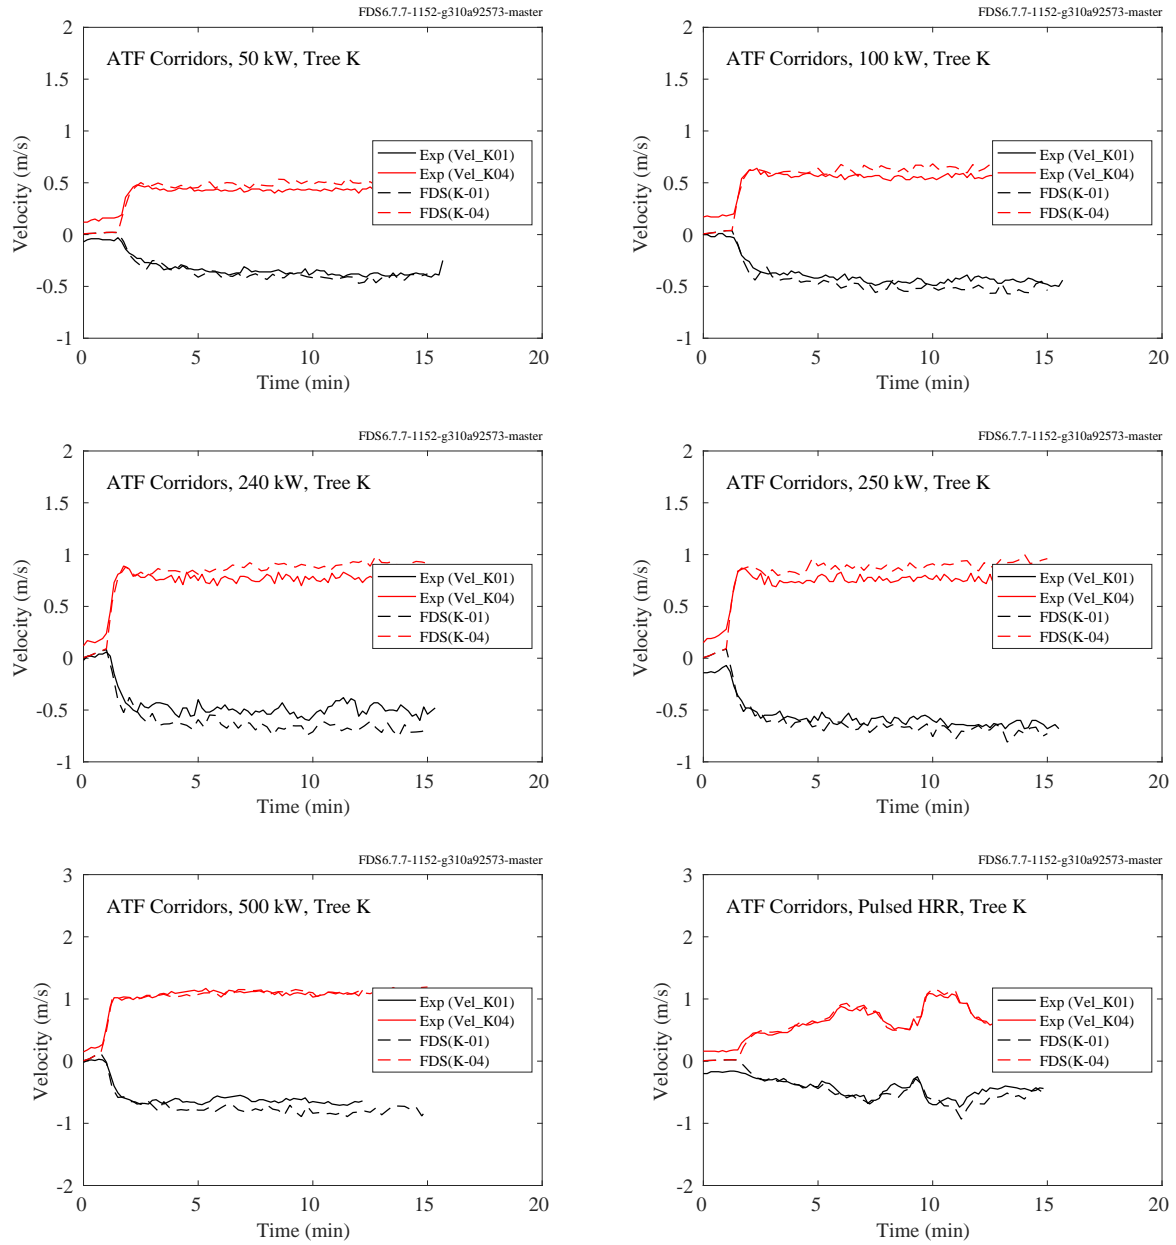 FDS6.7.7-1152-g310a92573-master
ATF Corridors, 50 kW, Tree K
Velocity (m/s)
2
1.5
1
0.5
0
-0.5
-1
Exp (Vel_K01)
Exp (Vel_K04)
FDS(K-01)
FDS(K-04)
0 5 10 15 20
Time (min)
FDS6.7.7-1152-g310a92573-master
ATF Corridors, 100 kW, Tree K
Velocity (m/s)
2
1.5
1
0.5
0
-0.5
-1
Exp (Vel_K01)
Exp (Vel_K04)
FDS(K-01)
FDS(K-04)
0 5 10 15 20
Time (min)
FDS6.7.7-1152-g310a92573-master
ATF Corridors, 240 kW, Tree K
Velocity (m/s)
2
1.5
1
0.5
0
-0.5
-1
Exp (Vel_K01)
Exp (Vel_K04)
FDS(K-01)
FDS(K-04)
0 5 10 15 20
Time (min)
FDS6.7.7-1152-g310a92573-master
ATF Corridors, 250 kW, Tree K
Velocity (m/s)
2
1.5
1
0.5
0
-0.5
-1
Exp (Vel_K01)
Exp (Vel_K04)
FDS(K-01)
FDS(K-04)
0 5 10 15 20
Time (min)
FDS6.7.7-1152-g310a92573-master
ATF Corridors, 500 kW, Tree K
Velocity (m/s)
3
2
1
0
-1
-2
Exp (Vel_K01)
Exp (Vel_K04)
FDS(K-01)
FDS(K-04)
0 5 10 15 20
Time (min)
FDS6.7.7-1152-g310a92573-master
ATF Corridors, Pulsed HRR, Tree K
Velocity (m/s)
3
2
1
0
-1
-2
Exp (Vel_K01)
Exp (Vel_K04)
FDS(K-01)
FDS(K-04)
0 5 10 15 20
Time (min)